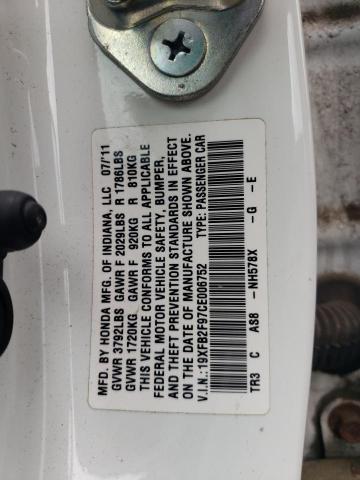 MFD. BY HONDA MFG. OF INDIANA, LLC 07/11
GVWR 3792LBS GAWR F 2029LBS R 1786LBS
GVWR 1720KG GAWR F 920KG R 810KG
THIS VEHICLE CONFORMS TO ALL APPLICABLE
FEDERAL MOTOR VEHICLE SAFETY, BUMPER,
AND THEFT PREVENTION STANDARDS IN EFFECT
ON THE DATE OF MANUFACTURE SHOWN ABOVE.
V.I.N.: 19XFB2F97CE006752 TYPE: PASSENGER CAR
TR3 C AS8 - NH578X - G - E